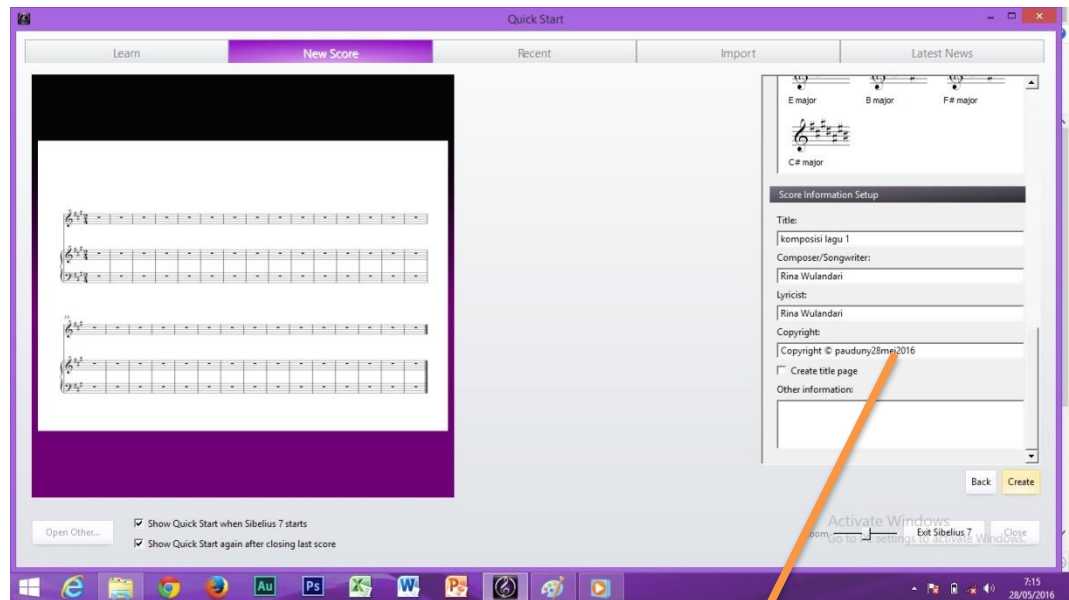 Quick Start
Learn
New Score
Recent
Import
Latest News
E major
B major
F# major
C# major
Score Information Setup
Title:
komposisi lagu 1
Composer/Songwriter:
Rina Wulandari
Lyricist:
Rina Wulandari
Copyright:
Copyright © pauduny28mei2016
Create title page
Other information:
Back
Create
Open Other...
Show Quick Start when Sibelius 7 starts
Show Quick Start again after closing last score
Activate Windows
Go to settings to activate Windows.
Exit Sibelius 7
Close
Au
Ps
7:15
28/05/2016